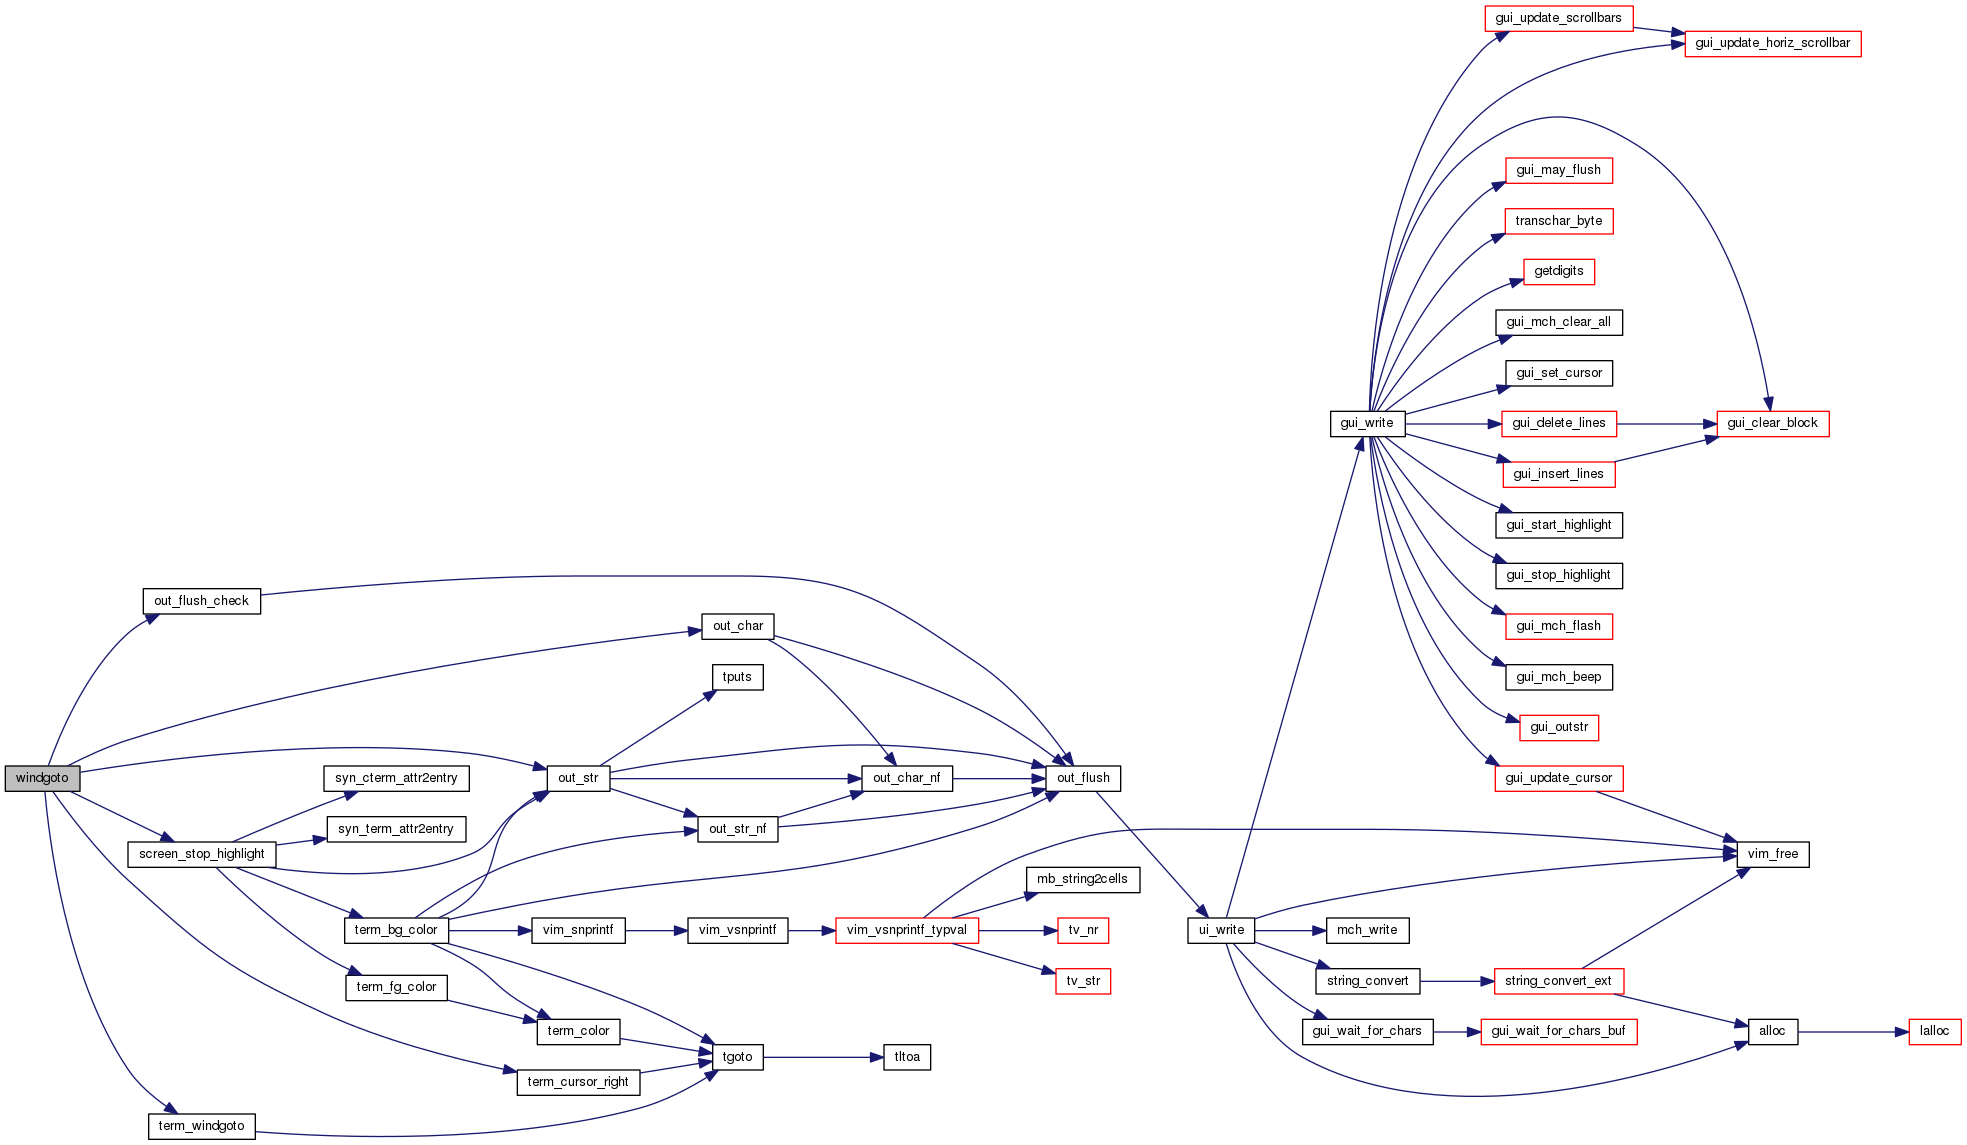 gui_update_scrollbars
gui_update_horiz_scrollbar
gui_may_flush
transchar_byte
getdigits
gui_mch_clear_all
gui_set_cursor
gui_write
gui_delete_lines
gui_clear_block
gui_insert_lines
gui_start_highlight
gui_stop_highlight
out_flush_check
out_char
gui_mch_flash
tputs
gui_mch_beep
gui_outstr
windgoto
syn_cterm_attr2entry
out_str
out_char_nf
out_flush
gui_update_cursor
syn_term_attr2entry
out_str_nf
screen_stop_highlight
vim_free
mb_string2cells
term_bg_color
vim_snprintf
vim_vsnprintf
vim_vsnprintf_typval
tv_nr
ui_write
mch_write
term_fg_color
tv_str
string_convert
string_convert_ext
term_color
gui_wait_for_chars
gui_wait_for_chars_buf
alloc
lalloc
tgoto
tltoa
term_cursor_right
term_windgoto